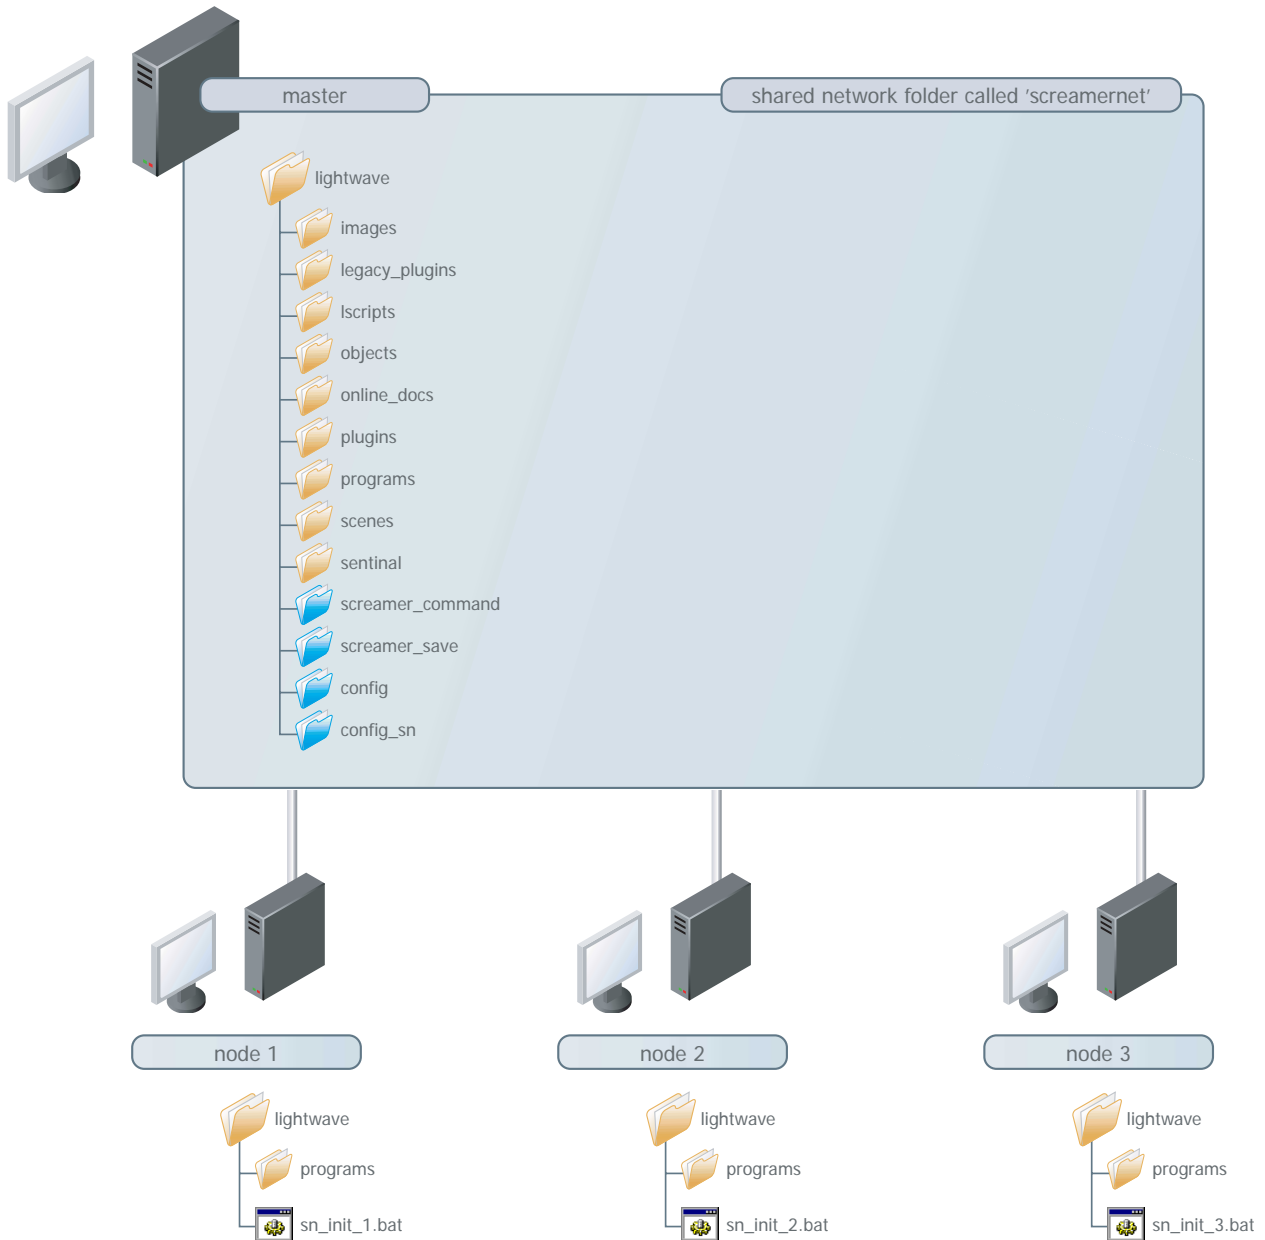 master
shared network folder called 'screamernet'
lightwave
images
legacy_plugins
lscripts
objects
online_docs
plugins
programs
scenes
sentinal
screamer_command
screamer_save
config
config_sn
node 1
node 2
node 3
lightwave
lightwave
lightwave
programs
programs
programs
sn_init_1.bat
sn_init_2.bat
sn_init_3.bat